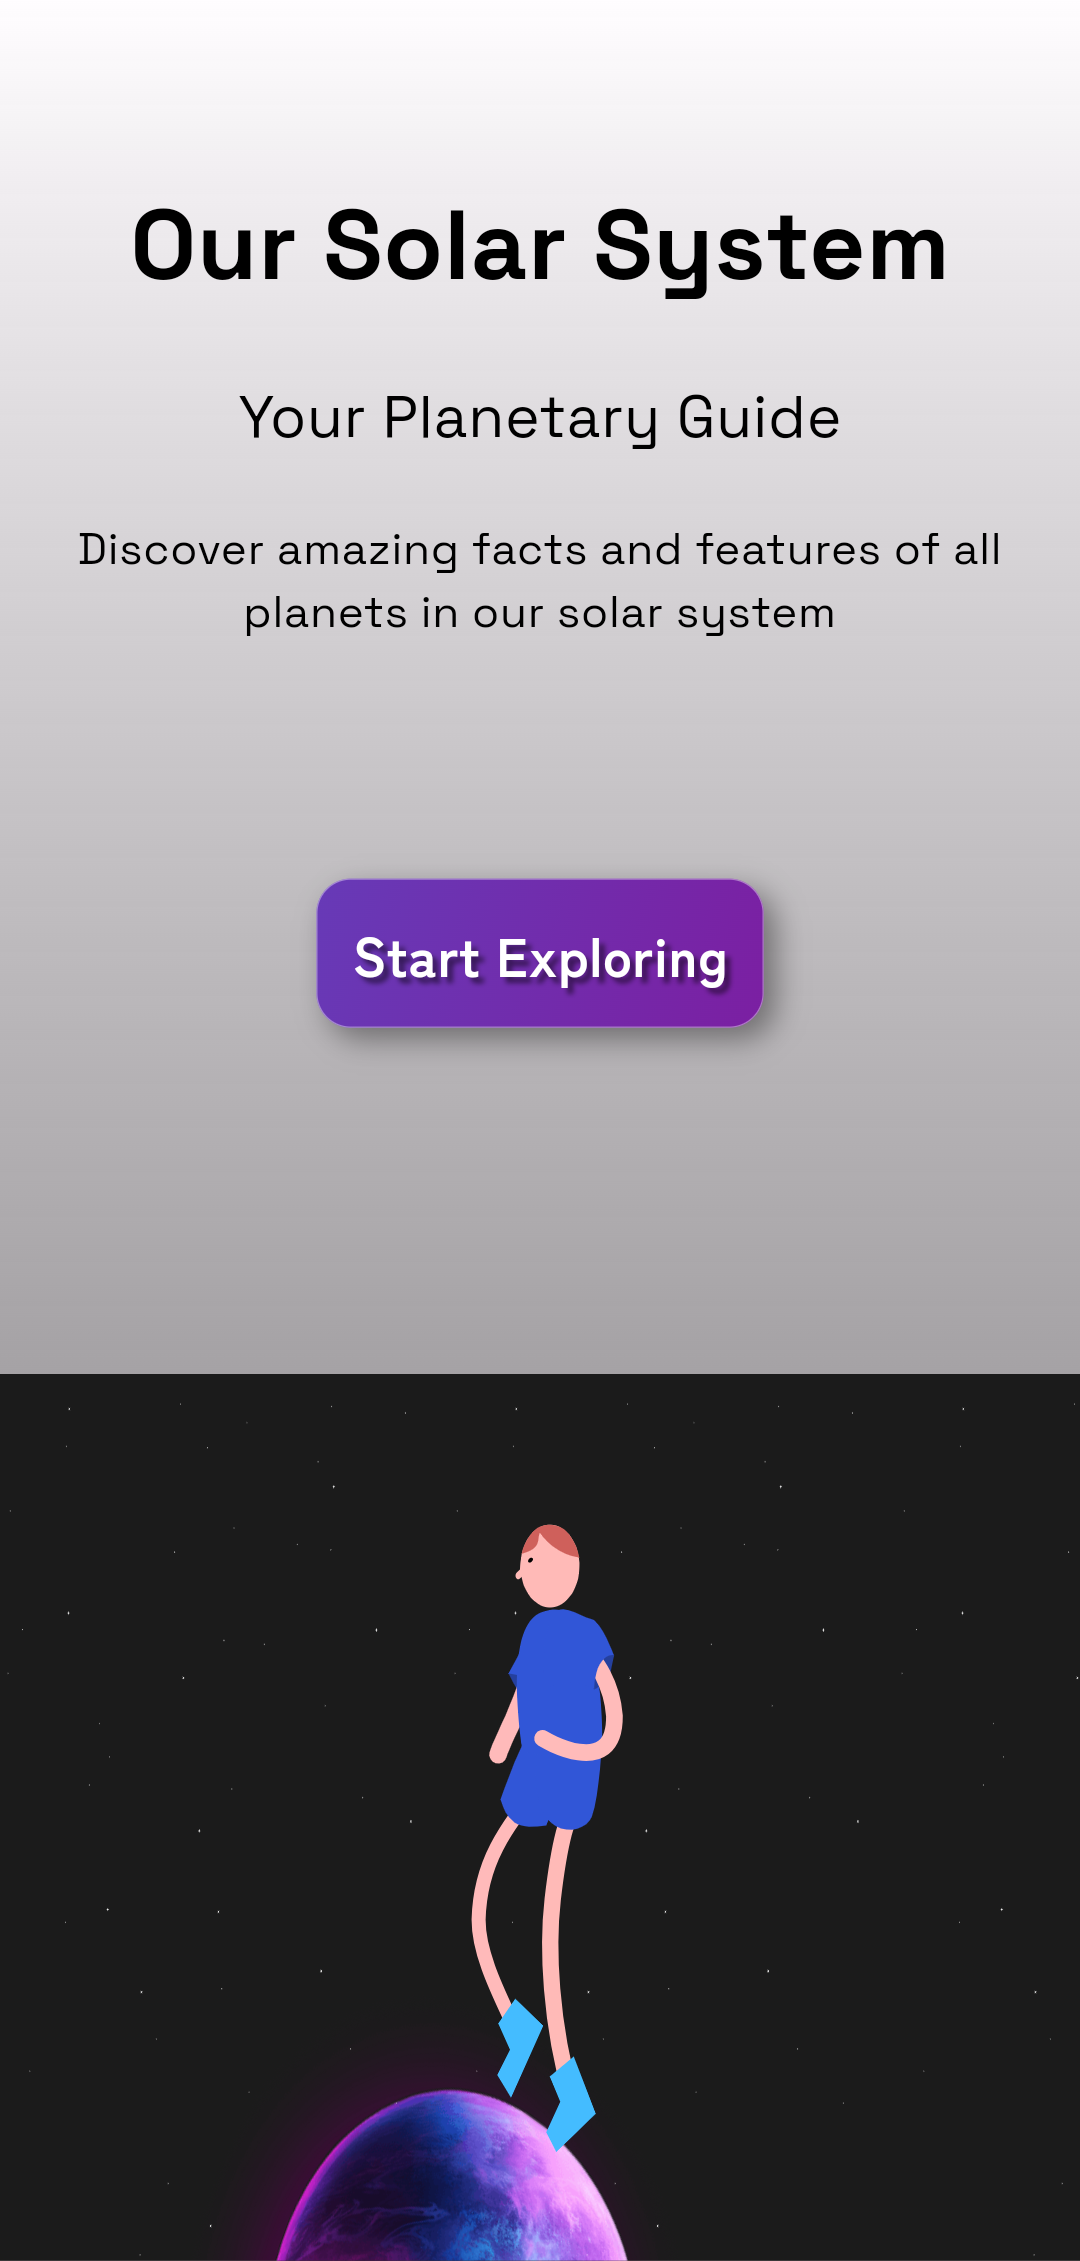 Our Solar System
Your Planetary Guide
Discover amazing facts and features of all
planets in our solar system
Start Exploring